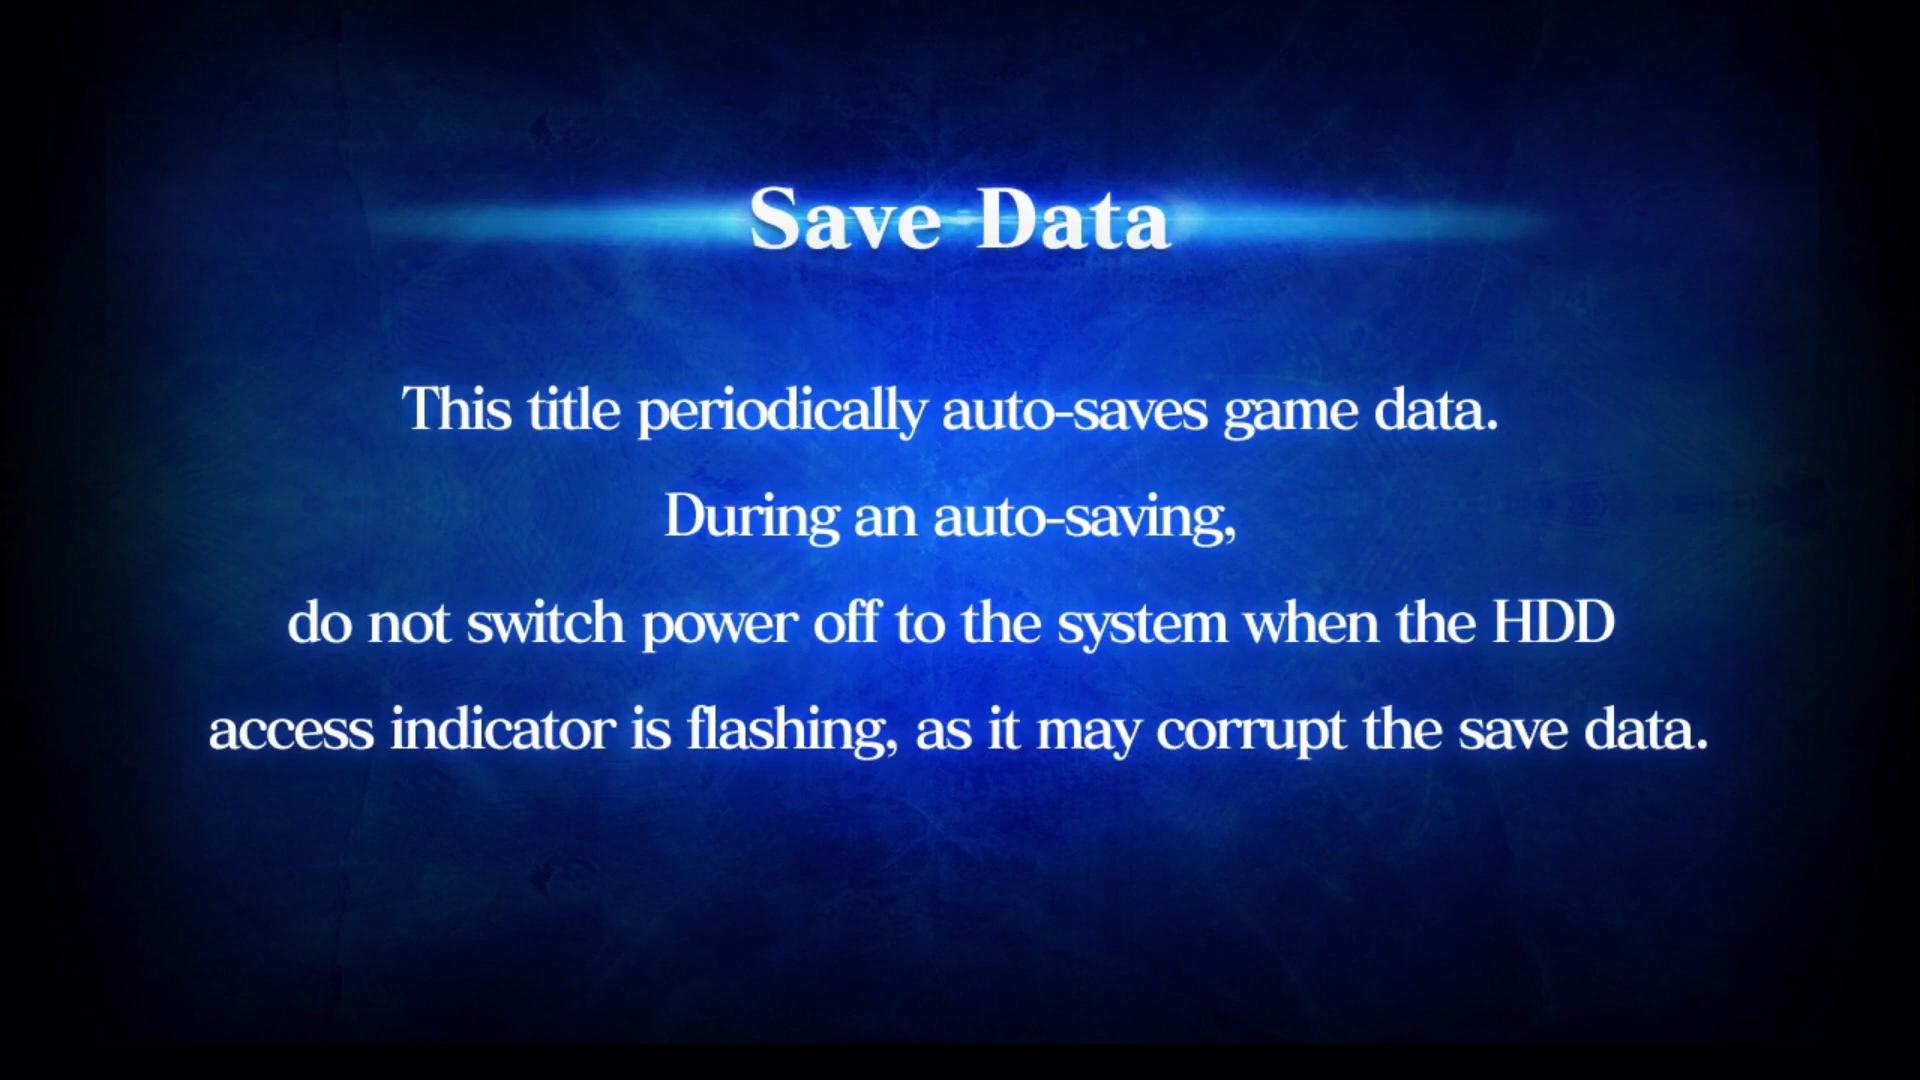 Save Data
This title periodically auto-saves game data.
During an auto-saving,
do not switch power off to the system when the HDD
access indicator is flashing, as it may corrupt the save data.